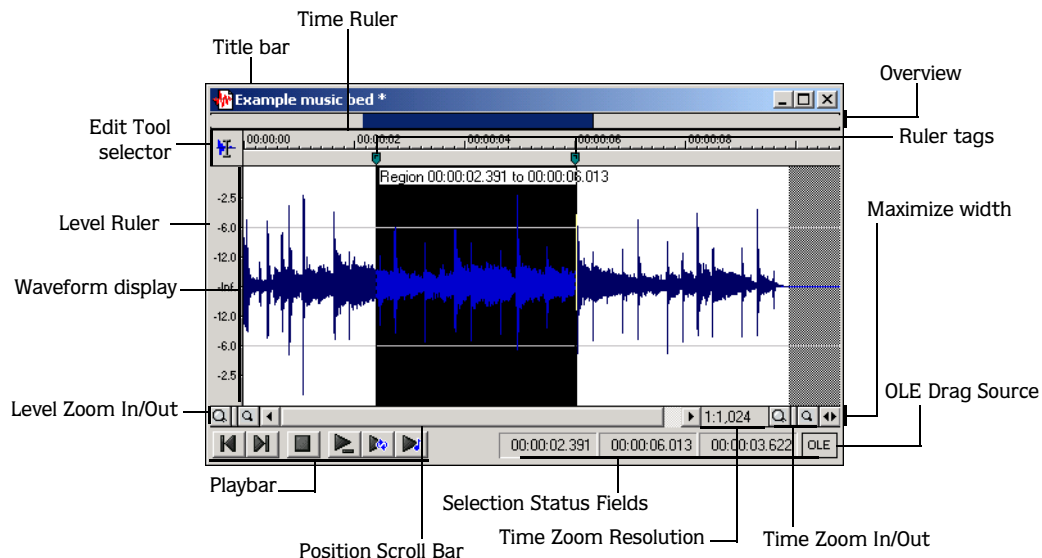 Time Ruler
Title bar
Overview
Example music bed *
Edit Tool
selector
00:00:00 00:00:02 00:00:04 00:00:06 00:00:08
Ruler tags
Region 00:00:02.391 to 00:00:06.013
Level Ruler
Maximize width
-2.5
-6.0
-12.0
Waveform display
-Inf.
-12.0
-6.0
-2.5
OLE Drag Source
Level Zoom In/Out
1:1,024
00:00:02.391 00:00:06.013 00:00:03.622 OLE
Playbar
Selection Status Fields
Time Zoom Resolution
Time Zoom In/Out
Position Scroll Bar